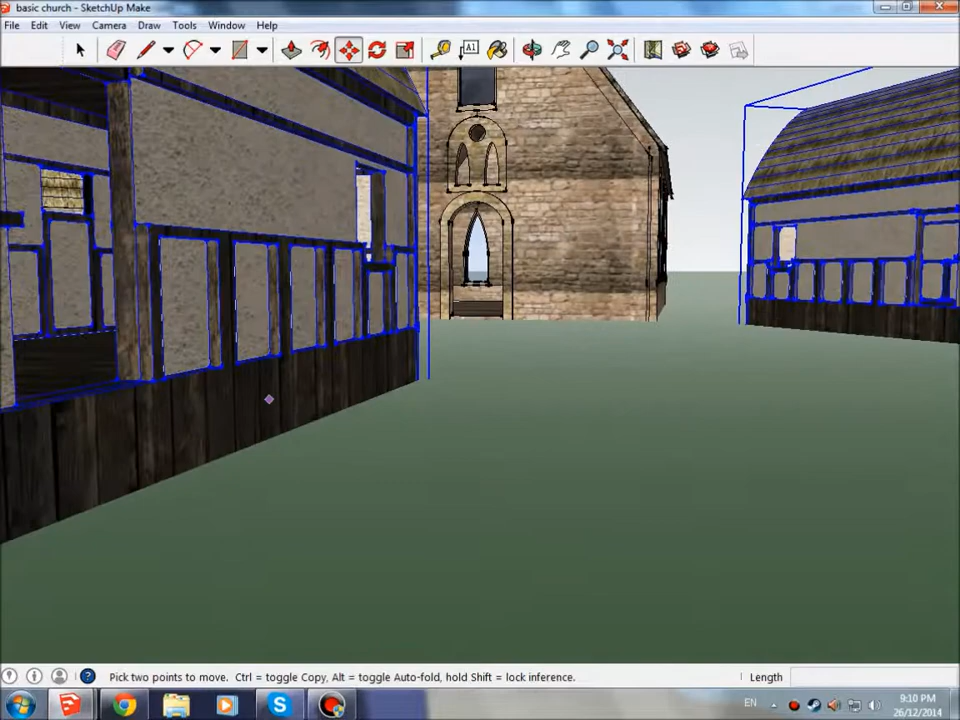 basic church - SketchUp Make
File Edit View Camera Draw Tools Window Help
A1
Pick two points to move. Ctrl = toggle Copy, Alt = toggle Auto-fold, hold Shift = lock inference.
Length
EN
9:10 PM
26/12/2014